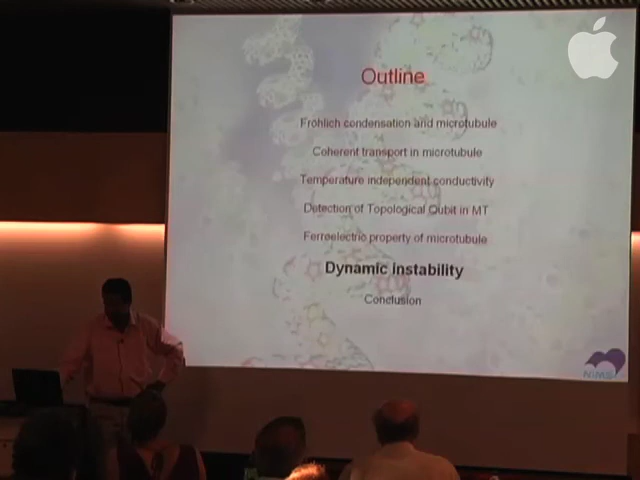 Outline
Frohlich condensation and microtubule
Coherent transport in microtubule
Temperature independent conductivity
Detection of Topological Qubit in MT
Ferroelectric property of microtubule
Dynamic instability
Conclusion
NIMS